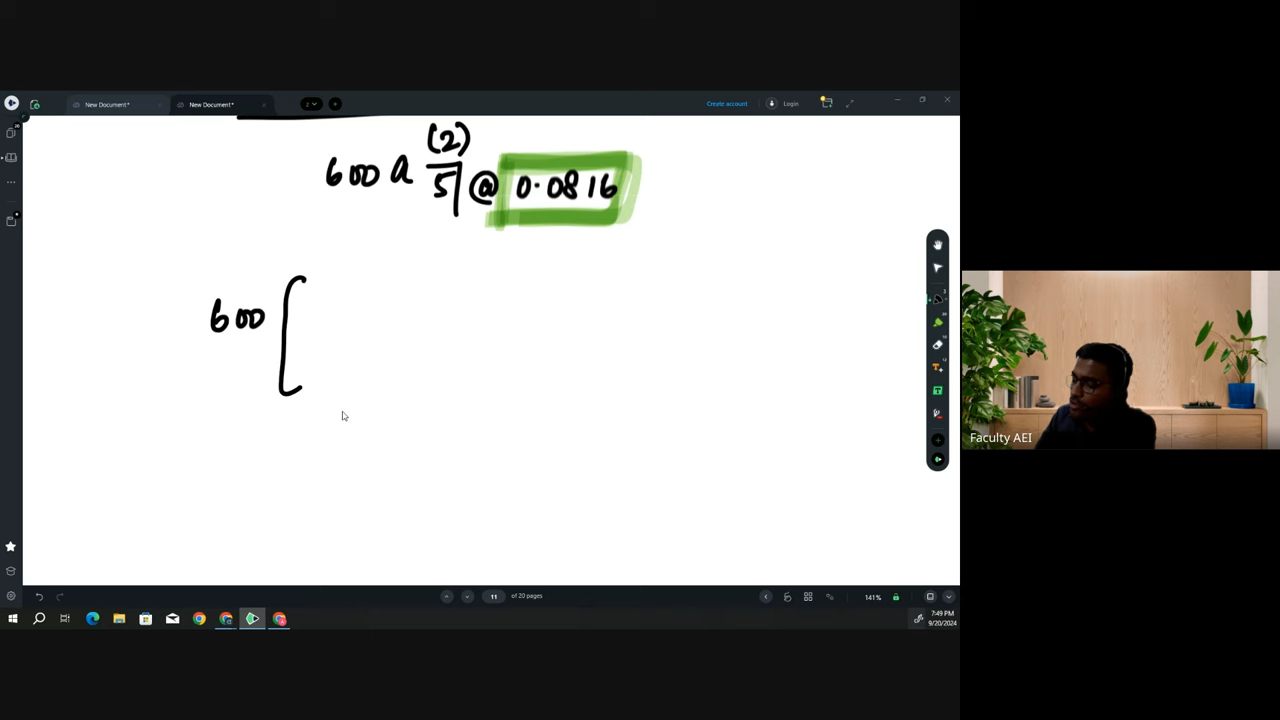 New Document*
New Document*
2
Create account
Login
(2)
600 a 5| @ 0.0816
600 [
Faculty AEI
11 of 20 pages
141%
7:49 PM
9/20/2024